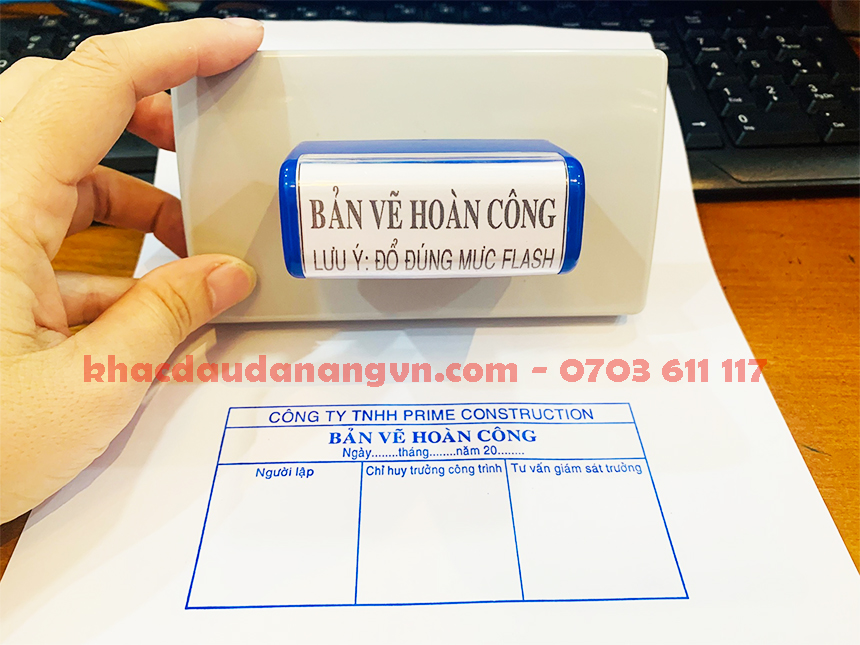 BẢN VẼ HOÀN CÔNG
LƯU Ý: ĐỔ ĐÚNG MỰC FLASH
khacdaudanangvn.com - 0703 611 117
CÔNG TY TNHH PRIME CONSTRUCTION
BẢN VẼ HOÀN CÔNG
Ngày........tháng........năm 20........
Người lập
Chỉ huy trưởng công trình
Tư vấn giám sát trưởng